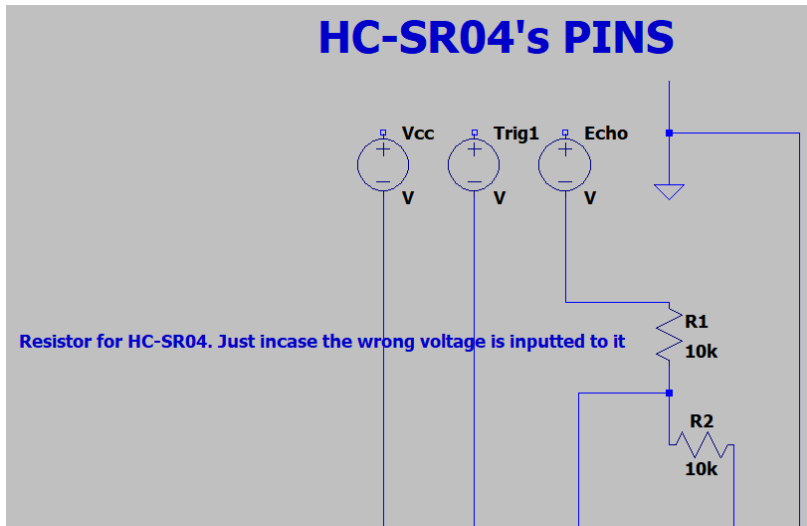 HC-SR04's PINS
Vcc
Trig1
Echo
V
V
V
R1
Resistor for HC-SR04. Just incase the wrong voltage is inputted to it
10k
R2
10k